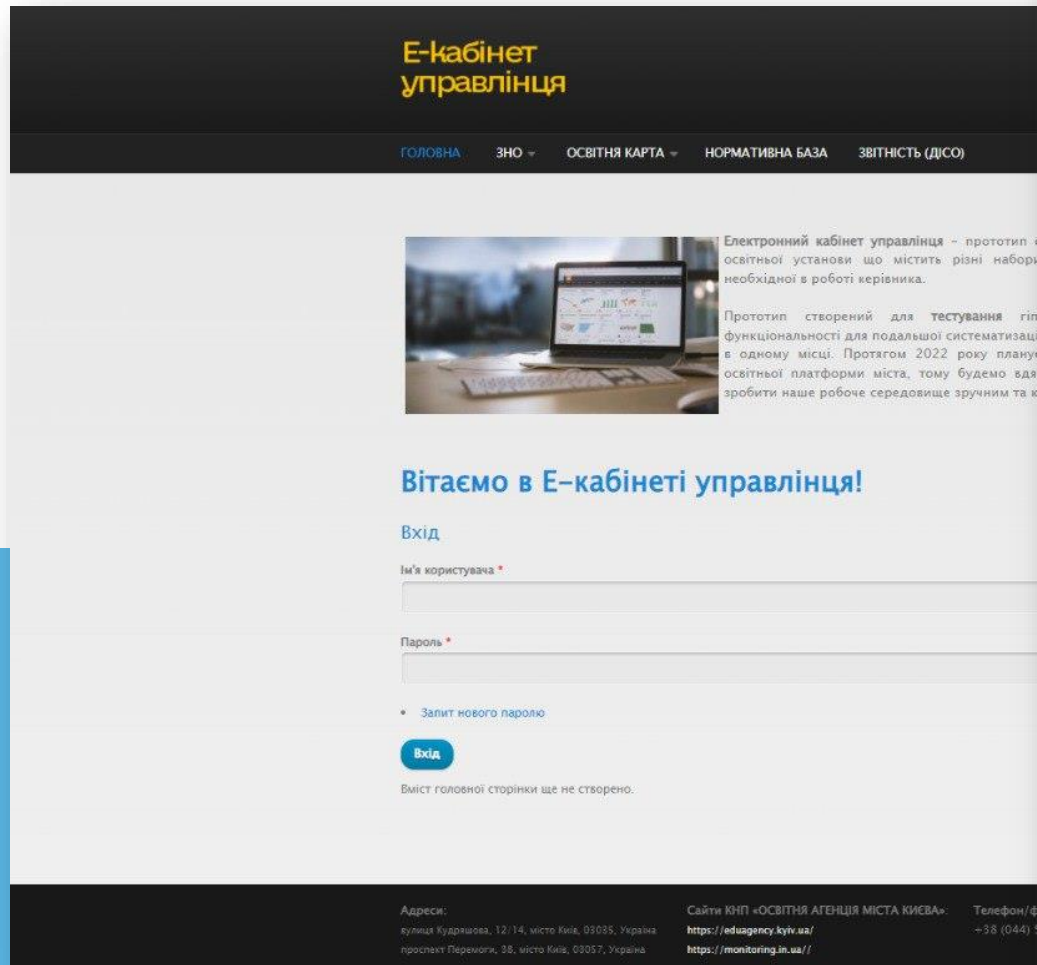 Е-кабінет
управлінця
ГОЛОВНА ЗНО ОСВІТНЯ КАРТА НОРМАТИВНА БАЗА ЗВІТНІСТЬ (ДІСО)
Електронний кабінет управлінця – прототип
освітньої установи що містить різні набори
необхідної в роботі керівника.
Прототип створений для тестування
функціональності для подальшої
в одному місці. Протягом 2022 року
освітньої платформи міста, тому будемо
зробити наше робоче середовище зручним та
Вітаємо в Е-кабінеті управлінця!
Вхід
Ім'я користувача *
Пароль *
• Запит нового паролю
Вхід
Вміст головної сторінки ще не створено.
Адреси: Сайти КНП «ОСВІТНЯ АГЕНЦІЯ МІСТА КИЄВА»:
вулиця Кудряшова, 12/14, місто Київ, 03035, Україна https://eduagency.kyiv.ua/ +38 (044)
проспект Перемоги, 38, місто Київ, 03057, Україна https://monitoring.in.ua//